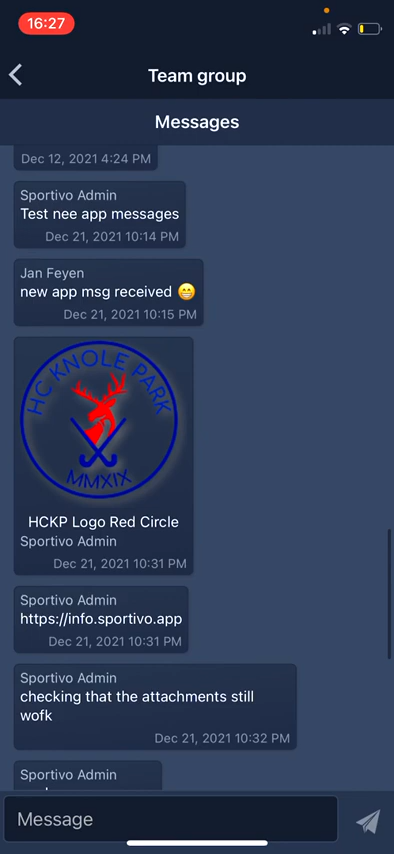 16:27
Team group
Messages
Dec 12, 2021 4:24 PM
Sportivo Admin
Test nee app messages
Dec 21, 2021 10:14 PM
Jan Feyen
new app msg received 😁
Dec 21, 2021 10:15 PM
HC KNOLE PARK
MMXIX
HCKP Logo Red Circle
Sportivo Admin
Dec 21, 2021 10:31 PM
Sportivo Admin
https://info.sportivo.app
Dec 21, 2021 10:31 PM
Sportivo Admin
checking that the attachments still
wofk
Dec 21, 2021 10:32 PM
Sportivo Admin
Message